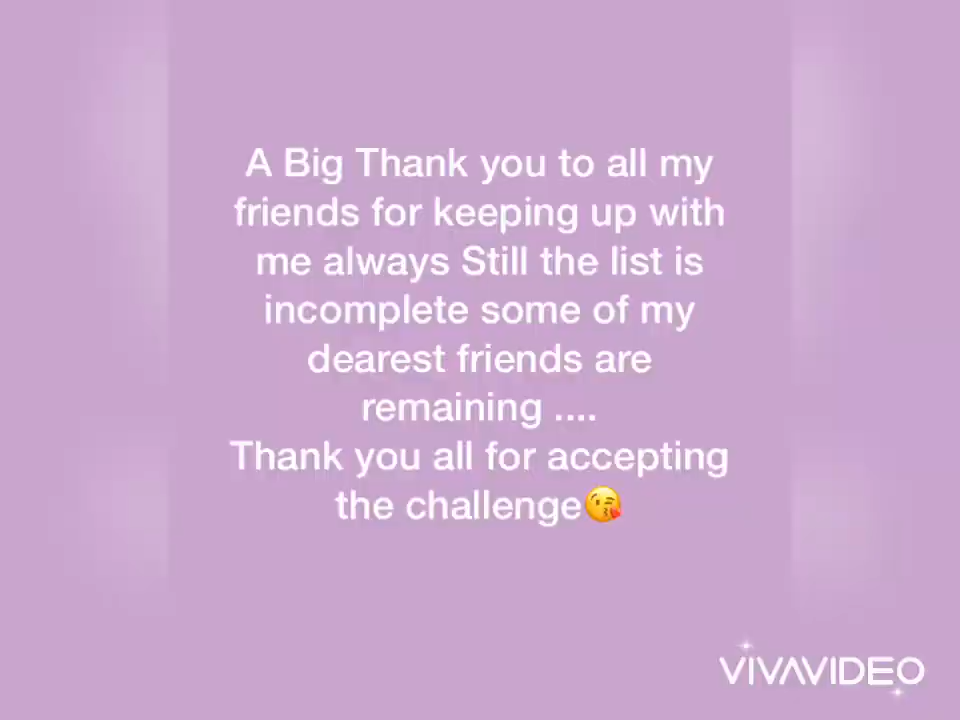 A Big Thank you to all my
friends for keeping up with
me always Still the list is
incomplete some of my
dearest friends are
remaining ....
Thank you all for accepting
the challenge😘
VIVAVIDEO